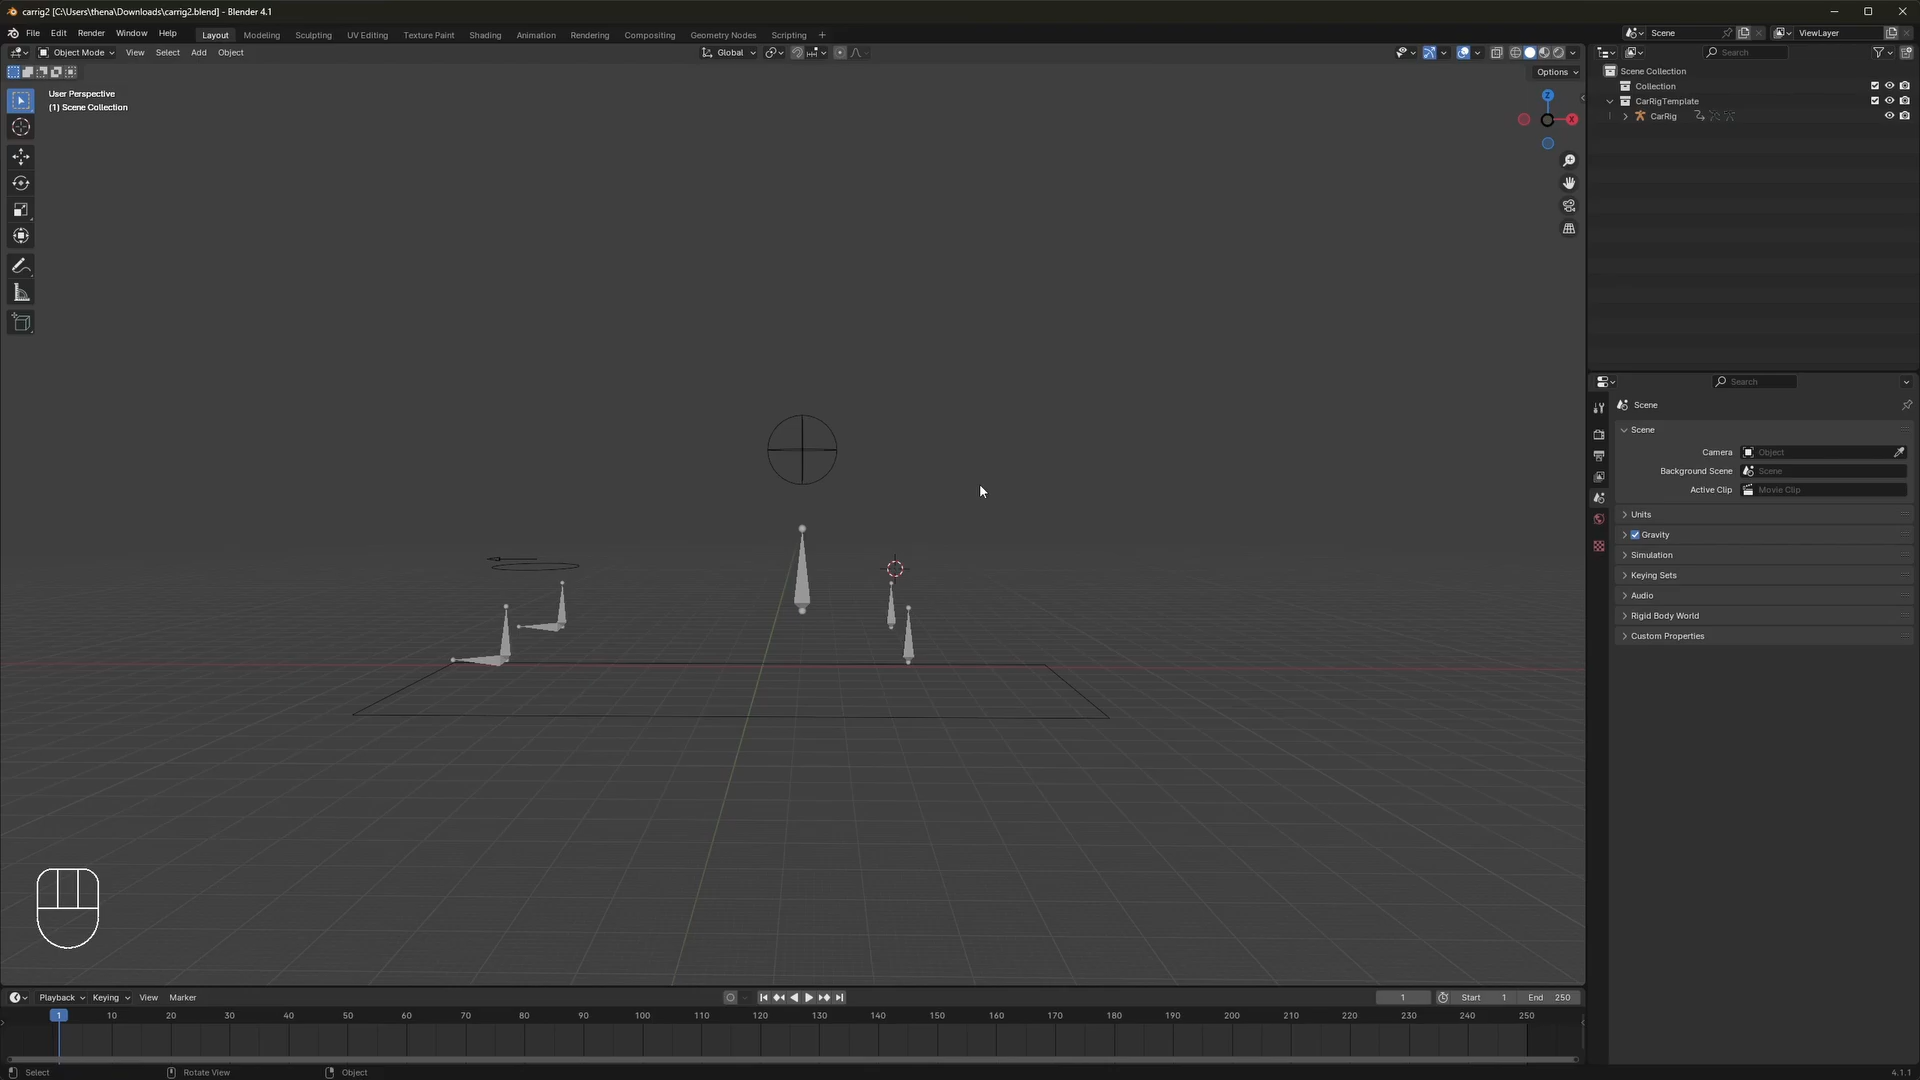 carrig2 [C:\Users\thena\Downloads\carrig2.blend] - Blender 4.1
File Edit Render Window Help Layout Modeling Sculpting UV Editing Texture Paint Shading Animation Rendering Compositing Geometry Nodes Scripting + Scene ViewLayer
Object Mode View Select Add Object Global Search
Options
User Perspective
(1) Scene Collection
Z
X
Scene Collection
Collection
CarRigTemplate
CarRig
Search
Scene
Scene
Camera Object
Background Scene Scene
Active Clip Movie Clip
Units
Gravity
Simulation
Keying Sets
Audio
Rigid Body World
Custom Properties
Playback Keying View Marker 1 Start 1 End 250
1 10 20 30 40 50 60 70 80 90 100 110 120 130 140 150 160 170 180 190 200 210 220 230 240 250
Select Rotate View Object 4.1.1